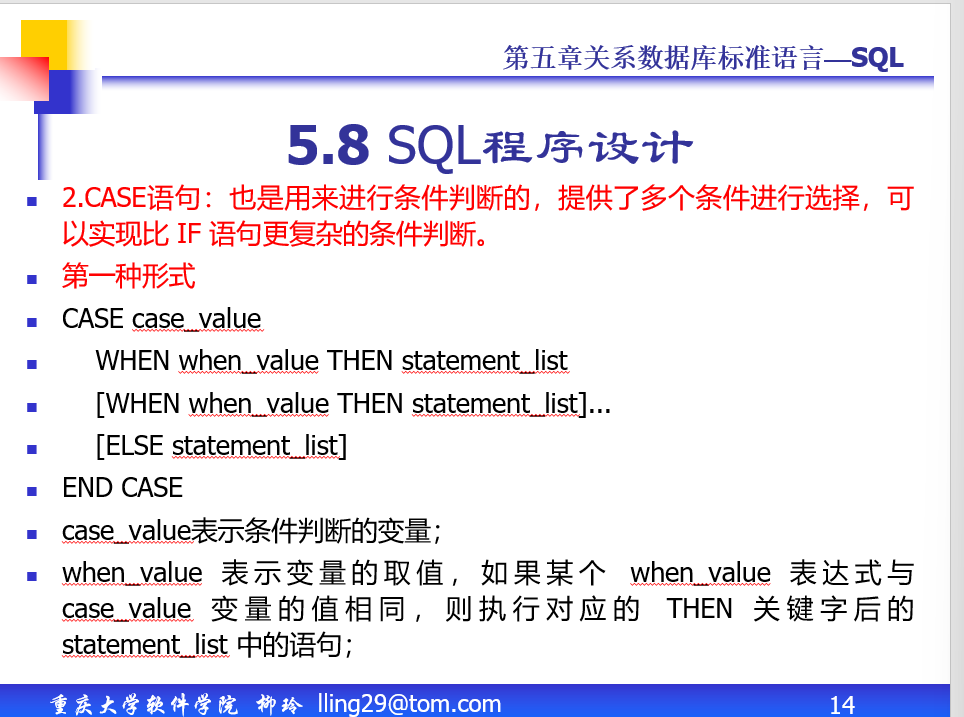 第五章关系数据库标准语言—SQL
5.8 SQL程序设计
2.CASE语句：也是用来进行条件判断的，提供了多个条件进行选择，可
以实现比 IF 语句更复杂的条件判断。
第一种形式
CASE case_value
WHEN when_value THEN statement_list
[WHEN when_value THEN statement_list]...
[ELSE statement_list]
END CASE
case_value表示条件判断的变量；
when_value 表示变量的取值，如果某个 when_value 表达式与
case_value 变量的值相同，则执行对应的 THEN 关键字后的
statement_list 中的语句；
重庆大学软件学院 柳玲 lling29@tom.com 14